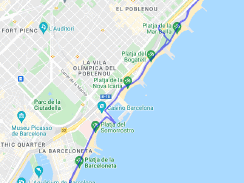 EL POBLENOU
FORT PIENC
L'Auditori
Platja de la
Mar Bella
Platja del
Bogatell
LA VILA
OLÍMPICA DEL
POBLENOU
Platja de la
Nova Icària
Parc de la
Ciutadella
Casino Barcelona
Museu Picasso
de Barcelona
Platja del
Somorrostro
THIC QUARTER
LA BARCELONETA
Platja de la
Barceloneta